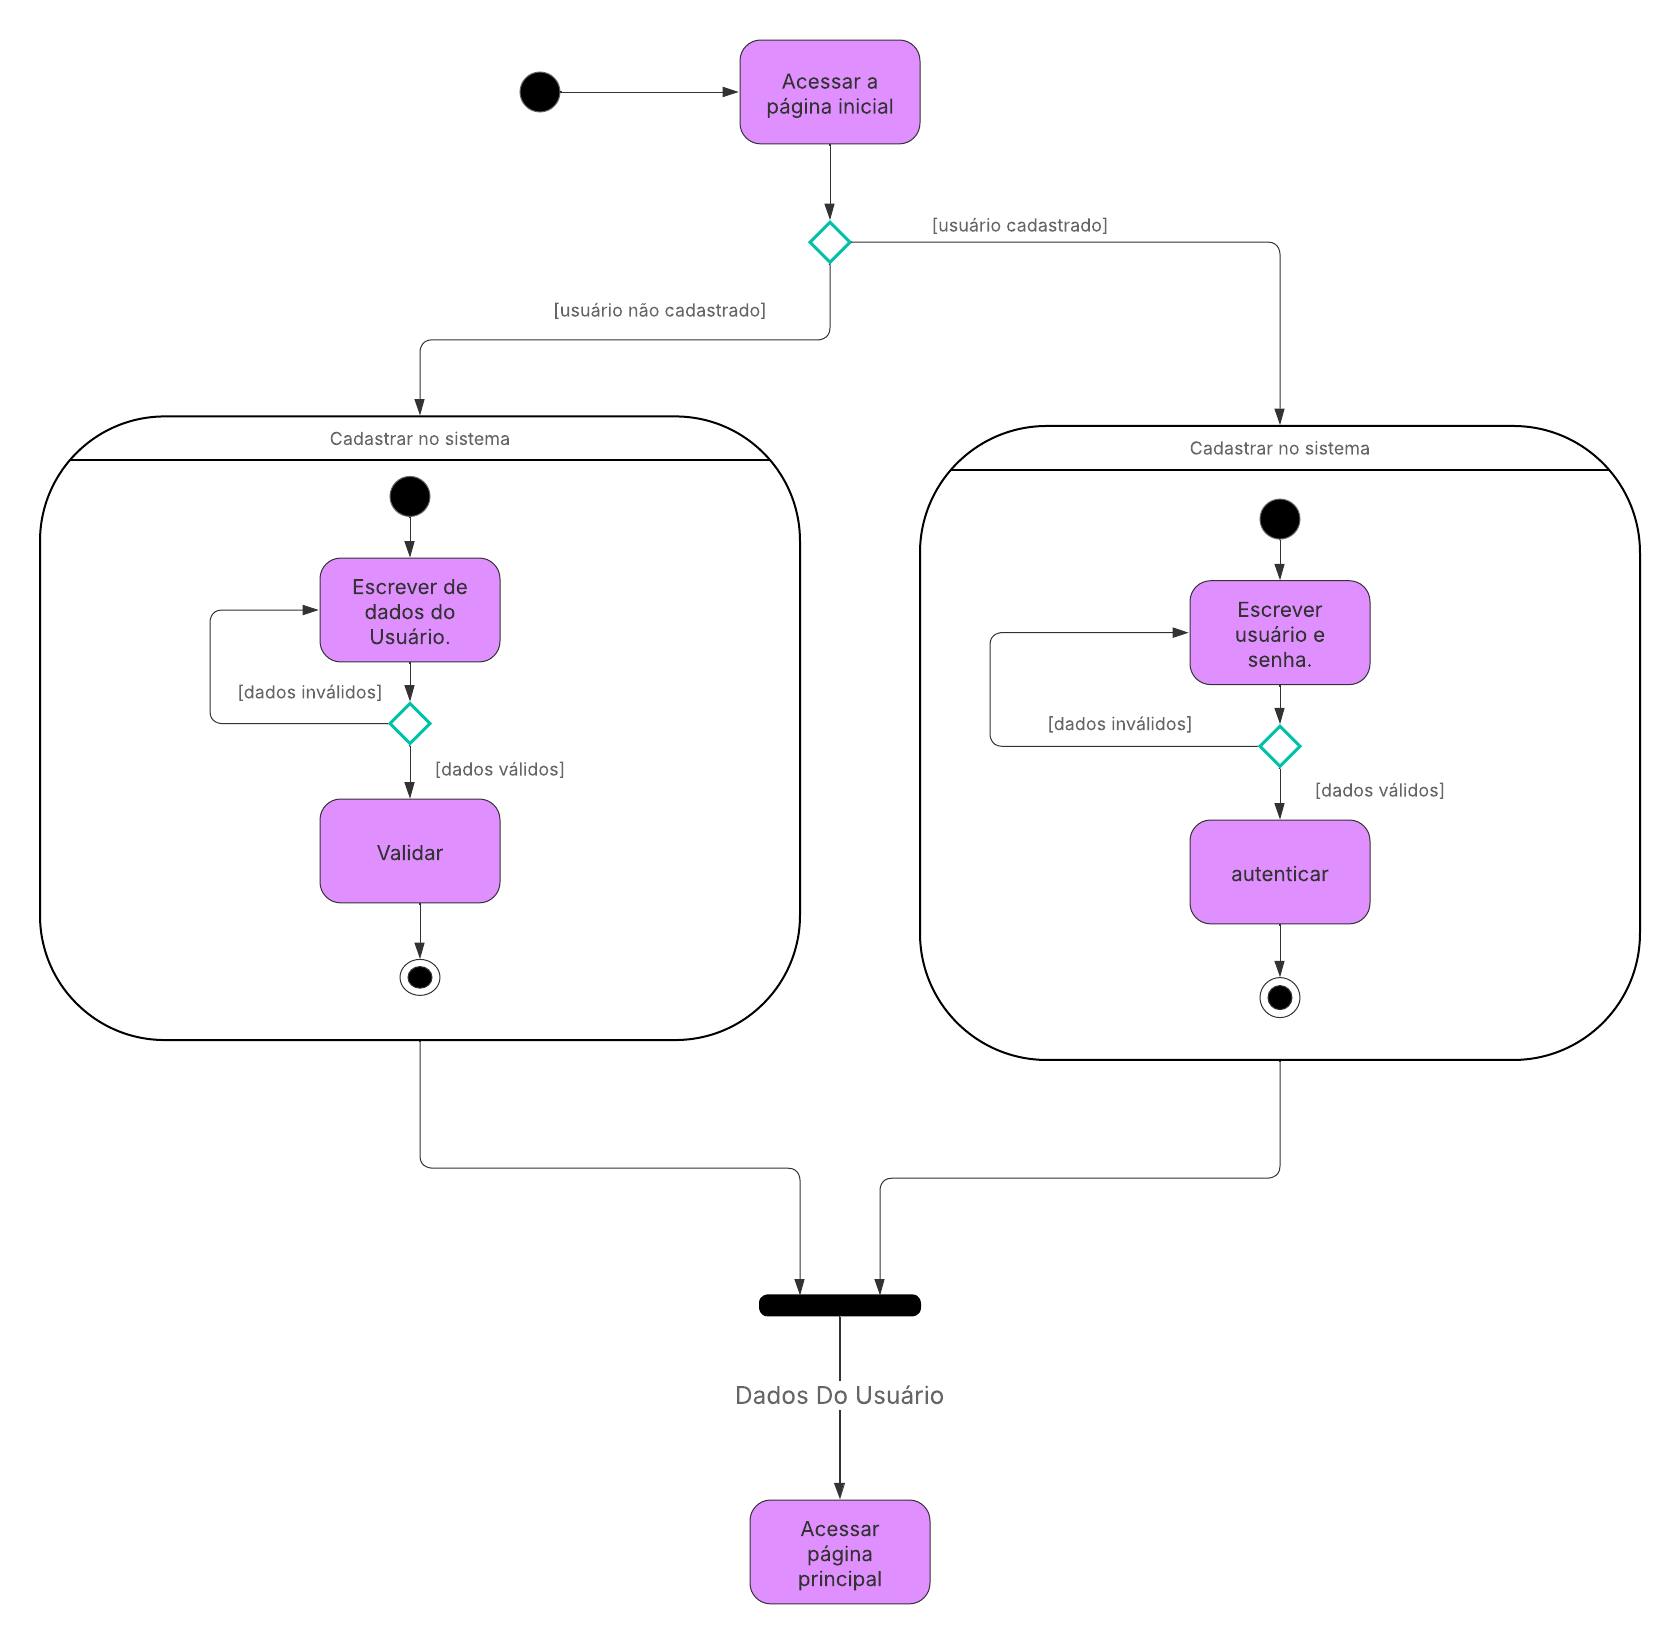 Acessar a
página inicial
[usuário cadastrado]
[usuário não cadastrado]
Cadastrar no sistema
Escrever de
dados do
Usuário.
[dados inválidos]
[dados válidos]
Validar
Cadastrar no sistema
Escrever
usuário e
senha.
[dados inválidos]
[dados válidos]
autenticar
Dados Do Usuário
Acessar
página
principal